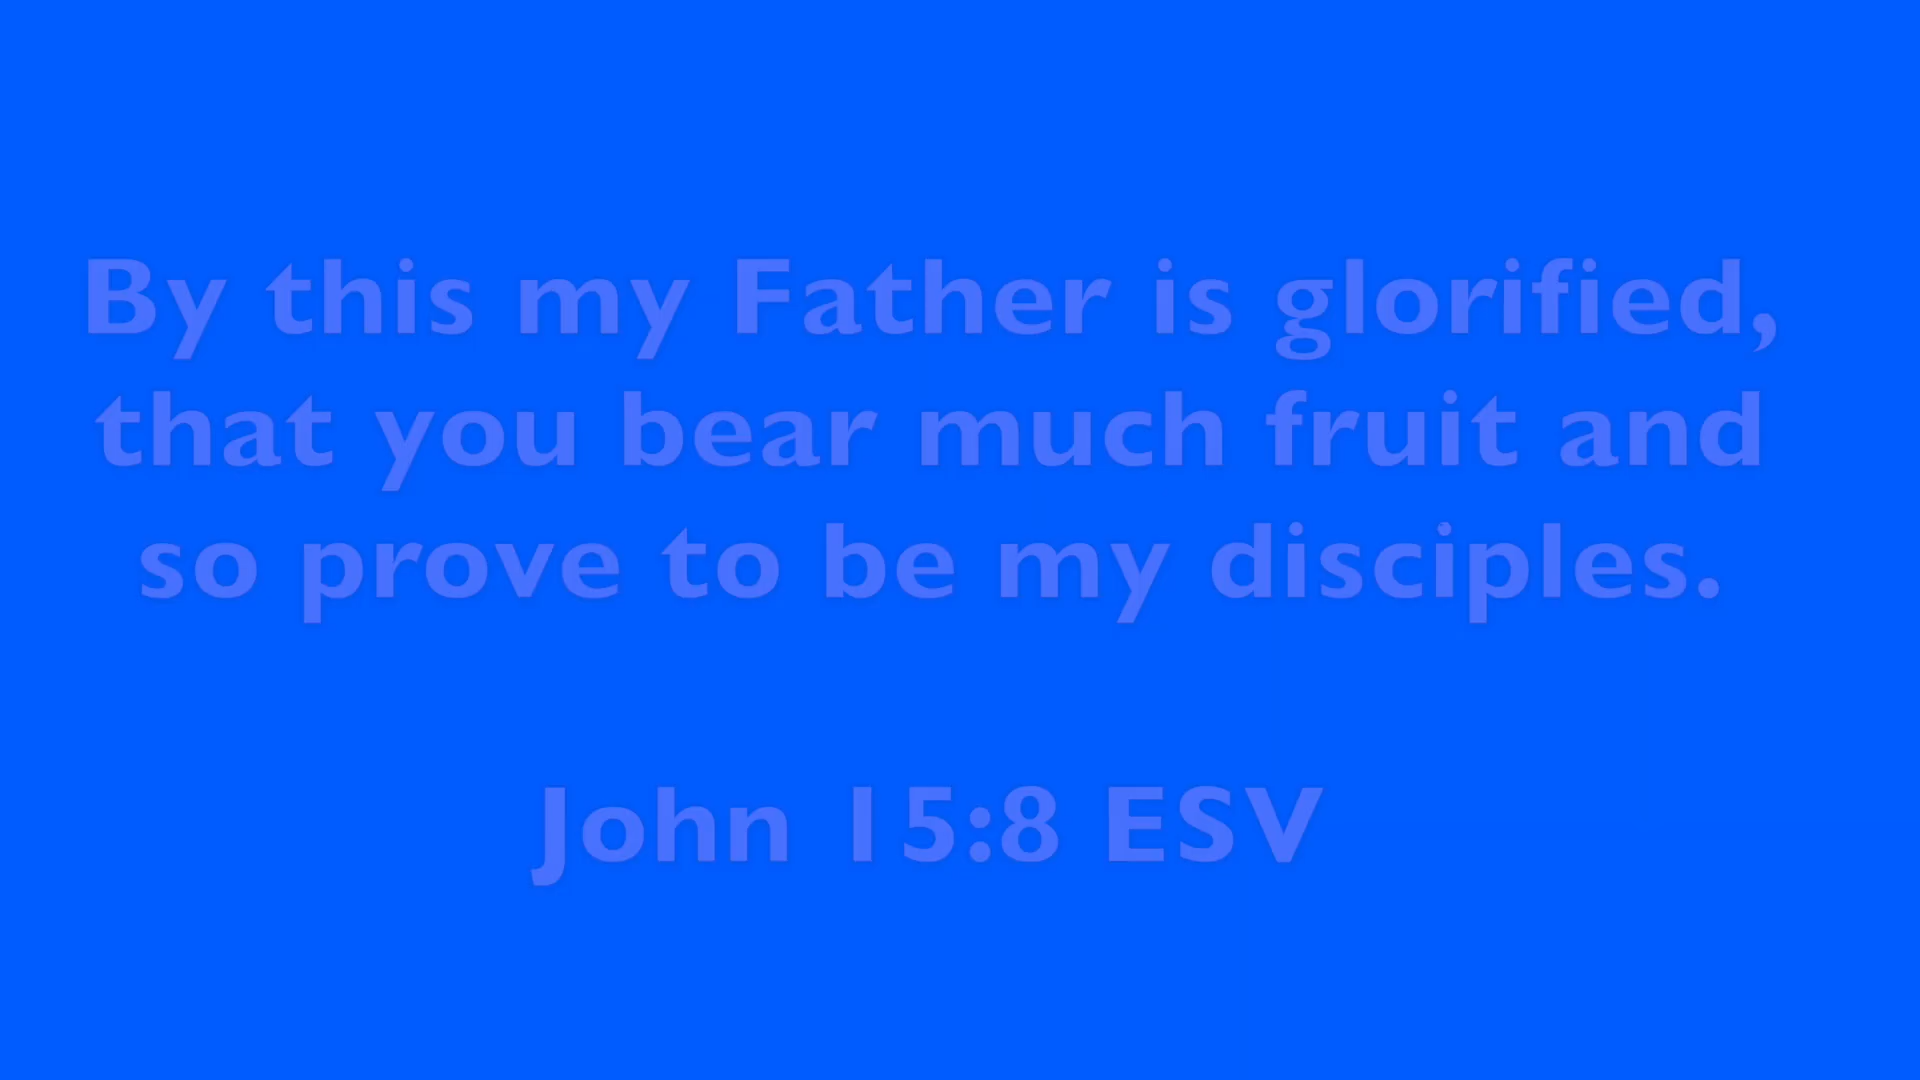 By this my Father is glorified,
that you bear much fruit and
so prove to be my disciples.
John 15:8 ESV